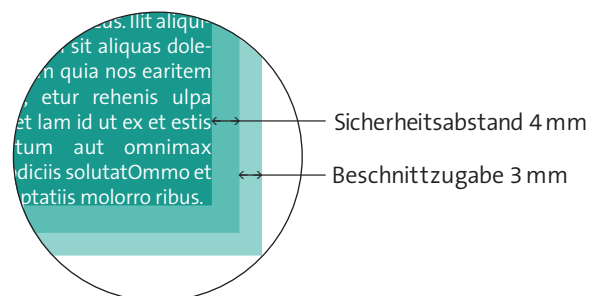 us. Ilit aliqui-
sit aliquas dole-
quia nos earitem
, etur rehenis ulpa
et lam id ut ex et estis
tum aut omnimax
diciis solutatOmmo et
ptatiis molorro ribus.
Sicherheitsabstand 4 mm
Beschnittzugabe 3 mm